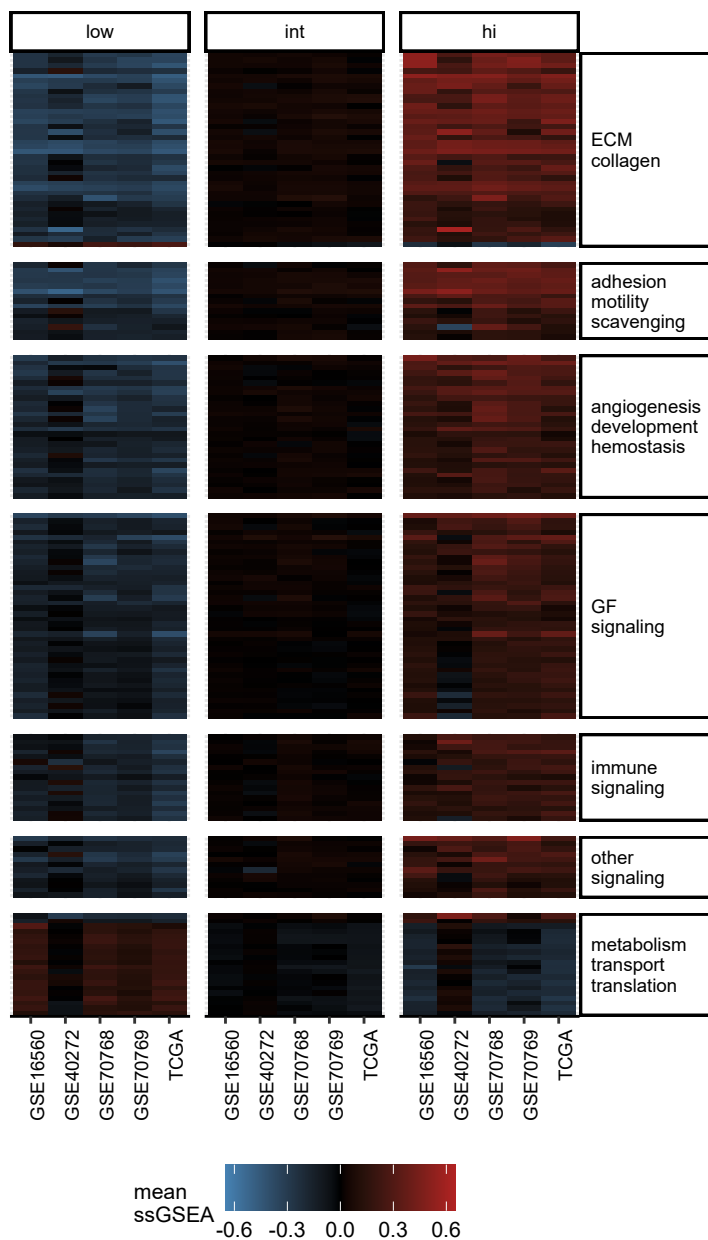 low
int
hi
ECM
collagen
adhesion
motility
scavenging
angiogenesis
development
hemostasis
GF
signaling
immune
signaling
other
signaling
metabolism
transport
translation
GSE16560
GSE40272
GSE70768
GSE70769
TCGA
GSE16560
GSE40272
GSE70768
GSE70769
TCGA
GSE16560
GSE40272
GSE70768
GSE70769
TCGA
mean
ssGSEA
-0.6 -0.3 0.0 0.3 0.6